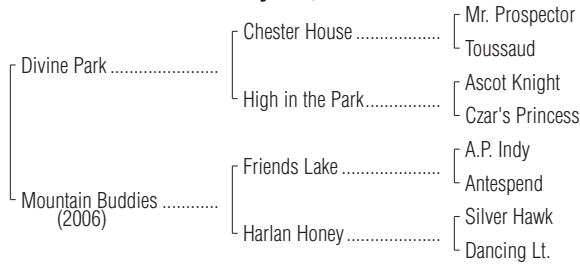 Mr. Prospector
Chester House ..................
Toussaud
Divine Park .......................
Ascot Knight
High in the Park................
Czar's Princess
A.P. Indy
Friends Lake .....................
Antespend
Mountain Buddies ............
(2006)
Silver Hawk
Harlan Honey....................
Dancing Lt.